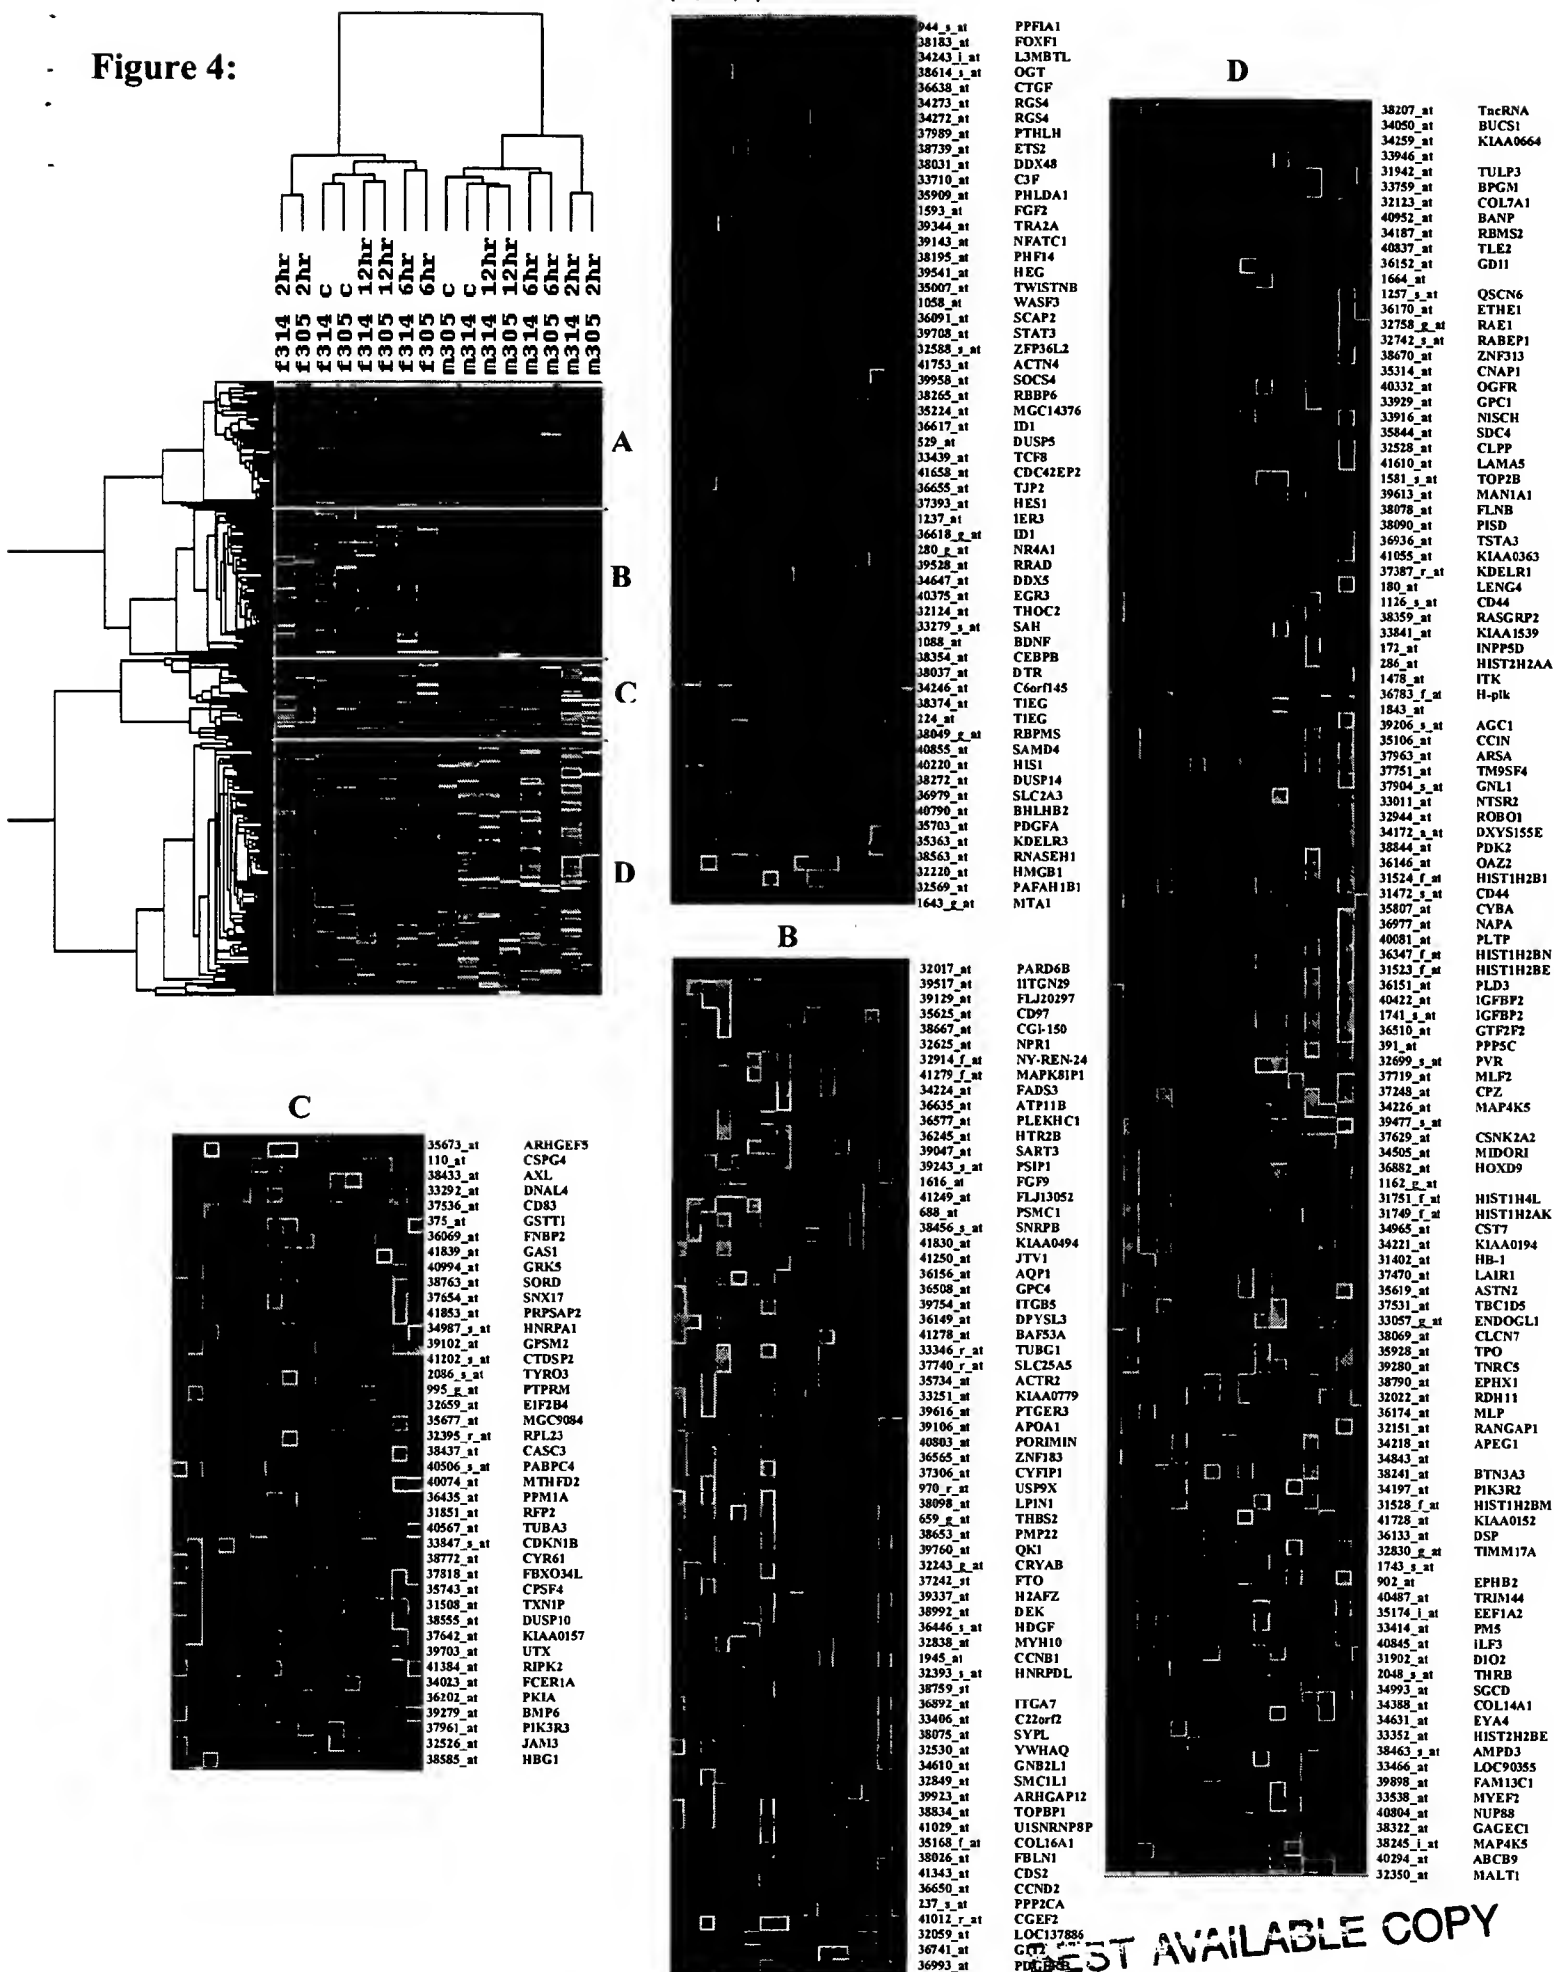 Figure 4:
f314 2hr
f305 2hr
f314 c
f305 c
f314 12hr
f305 12hr
f314 6hr
f305 6hr
m305 c
m314 c
m314 12hr
m305 12hr
m314 6hr
m305 6hr
m314 2hr
m305 2hr
A
B
C
D
944_s_at PPFIA1
38183_at FOXF1
34243_i_at L3MBTL
38614_s_at OGT
36638_at CTGF
34273_at RGS4
34272_at RGS4
37989_at PTHLH
38739_at ETS2
38031_at DDX48
33710_at C3F
35909_at PHLDA1
1593_at FGF2
39344_at TRA2A
39143_at NFATC1
38195_at PHF14
39541_at HEG
35007_at TWISTNB
1058_at WASF3
36091_at SCAP2
39708_at STAT3
32588_s_at ZFP36L2
41753_at ACTN4
39958_at SOCS4
38265_at RBBP6
35224_at MGC14376
36617_at ID1
529_at DUSP5
33439_at TCF8
41658_at CDC42EP2
36655_at TJP2
37393_at HES1
1237_at IER3
36618_g_at ID1
280_g_at NR4A1
39528_at RRAD
34647_at DDX5
40375_at EGR3
32124_at THOC2
33279_s_at SAH
1088_at BDNF
38354_at CEBPB
38037_at DTR
34246_at C6orf145
38374_at TIEG
224_at TIEG
38049_g_at RBPMS
40855_at SAMD4
40220_at HIS1
38272_at DUSP14
36979_at SLC2A3
40790_at BHLHB2
35703_at PDGFA
35363_at KDELR3
38563_at RNASEH1
32220_at HMGB1
32569_at PAFAH1B1
1643_g_at MTA1
B
32017_at PARD6B
39517_at HTGN29
39129_at FLJ20297
35625_at CD97
38667_at CGI-150
32625_at NPR1
32914_f_at NY-REN-24
41279_f_at MAPK8IP1
34224_at FADS3
36635_at ATP11B
36577_at PLEKHC1
36245_at HTR2B
39047_at SART3
39243_s_at PSIP1
1616_at FGF9
41249_at FLJ13052
688_at PSMC1
38456_s_at SNRPB
41830_at KIAA0494
41250_at JTV1
36156_at AQP1
36508_at GPC4
39754_at ITGB5
36149_at DPYSL3
41278_at BAF53A
33346_r_at TUBG1
37740_r_at SLC25A5
35734_at ACTR2
33251_at KIAA0779
39616_at PTGER3
39106_at APOA1
40803_at PORIMIN
36565_at ZNF183
37306_at CYFIP1
970_r_at USP9X
38098_at LPIN1
659_g_at THBS2
38653_at PMP22
39760_at QKI
32243_g_at CRYAB
37242_at FTO
39337_at H2AFZ
38992_at DEK
36446_s_at HDGF
32838_at MYH10
1945_at CCNB1
32393_s_at HNRPDL
38759_at
36892_at ITGA7
33406_at C22orf2
38075_at SYPL
32530_at YWHAQ
34610_at GNB2L1
32849_at SMC1L1
39923_at ARHGAP12
38834_at TOPBP1
41029_at U1SNRNP8P
35168_f_at COL16A1
38026_at FBLN1
41343_at CDS2
36650_at CCND2
237_s_at PPP2CA
41012_r_at CGEF2
32059_at LOC137886
36741_at
36993_at
C
35673_at ARHGEF5
110_at CSPG4
38433_at AXL
33292_at DNAL4
37536_at CD83
375_at GSTT1
36069_at FNBP2
41839_at GAS1
40994_at GRK5
38763_at SORD
37654_at SNX17
41853_at PRPSAP2
34987_s_at HNRPA1
39102_at GPSM2
41202_s_at CTDSP2
2086_s_at TYRO3
995_g_at PTPRM
32659_at EIF2B4
35677_at MGC9084
32395_r_at RPL23
38437_at CASC3
40506_s_at PABPC4
40074_at MTHFD2
36435_at PPM1A
31851_at RFP2
40567_at TUBA3
33847_s_at CDKN1B
38772_at CYR61
37818_at FBXO34L
35743_at CPSF4
31508_at TXNIP
38555_at DUSP10
37642_at KIAA0157
39703_at UTX
41384_at RIPK2
34023_at FCER1A
36202_at PKIA
39279_at BMP6
37961_at PIK3R3
32526_at JAM3
38585_at HBG1
D
38207_at TncRNA
34050_at BUCS1
34259_at KIAA0664
33946_at
31942_at TULP3
33759_at BPGM
32123_at COL7A1
40952_at BANP
34187_at RBMS2
40837_at TLE2
36152_at GDI1
1664_at
1257_s_at QSCN6
36170_at ETHE1
32758_g_at RAE1
32742_s_at RABEP1
38670_at ZNF313
35314_at CNAP1
40332_at OGFR
33929_at GPC1
33916_at NISCH
35844_at SDC4
32528_at CLPP
41610_at LAMA5
1581_s_at TOP2B
39613_at MAN1A1
38078_at FLNB
38090_at PISD
36936_at TSTA3
41055_at KIAA0363
37387_r_at KDELR1
180_at LENG4
1126_s_at CD44
38359_at RASGRP2
33841_at KIAA1539
172_at INPP5D
286_at HIST2H2AA
1478_at ITK
36783_f_at H-plk
1843_at
39206_s_at AGC1
35106_at CCIN
37963_at ARSA
37751_at TM9SF4
37904_s_at GNL1
33011_at NTSR2
32944_at ROBO1
34172_s_at DXYS155E
38844_at PDK2
36146_at OAZ2
31524_f_at HIST1H2B1
31472_s_at CD44
35807_at CYBA
36977_at NAPA
40081_at PLTP
36347_f_at HIST1H2BN
31523_f_at HIST1H2BE
36151_at PLD3
40422_at IGFBP2
1741_s_at IGFBP2
36510_at GTF2F2
391_at PPP5C
32699_s_at PVR
37719_at MLF2
37248_at CPZ
34226_at MAP4K5
39477_s_at
37629_at CSNK2A2
34505_at MIDORI
36882_at HOXD9
1162_g_at
31751_f_at HIST1H4L
31749_f_at HIST1H2AK
34965_at CST7
34221_at KIAA0194
31402_at HB-1
37470_at LAIR1
35619_at ASTN2
37531_at TBC1D5
33057_g_at ENDOGL1
38069_at CLCN7
35928_at TPO
39280_at TNRC5
38790_at EPHX1
32022_at RDH11
36174_at MLP
32151_at RANGAP1
34218_at APEG1
34843_at
38241_at BTN3A3
34197_at PIK3R2
31528_f_at HIST1H2BM
41728_at KIAA0152
36133_at DSP
32830_g_at TIMM17A
1743_s_at
902_at EPHB2
40487_at TRIM44
35174_i_at EEF1A2
33414_at PM5
40845_at ILF3
31902_at DIO2
2048_s_at THRB
34993_at SGCD
34388_at COL14A1
34631_at EYA4
33352_at HIST2H2BE
38463_s_at AMPD3
33466_at LOC90355
39898_at FAM13C1
33538_at MYEF2
40804_at NUP88
38322_at GAGEC1
38245_i_at MAP4K5
40294_at ABCB9
32350_at MALT1
BEST AVAILABLE COPY